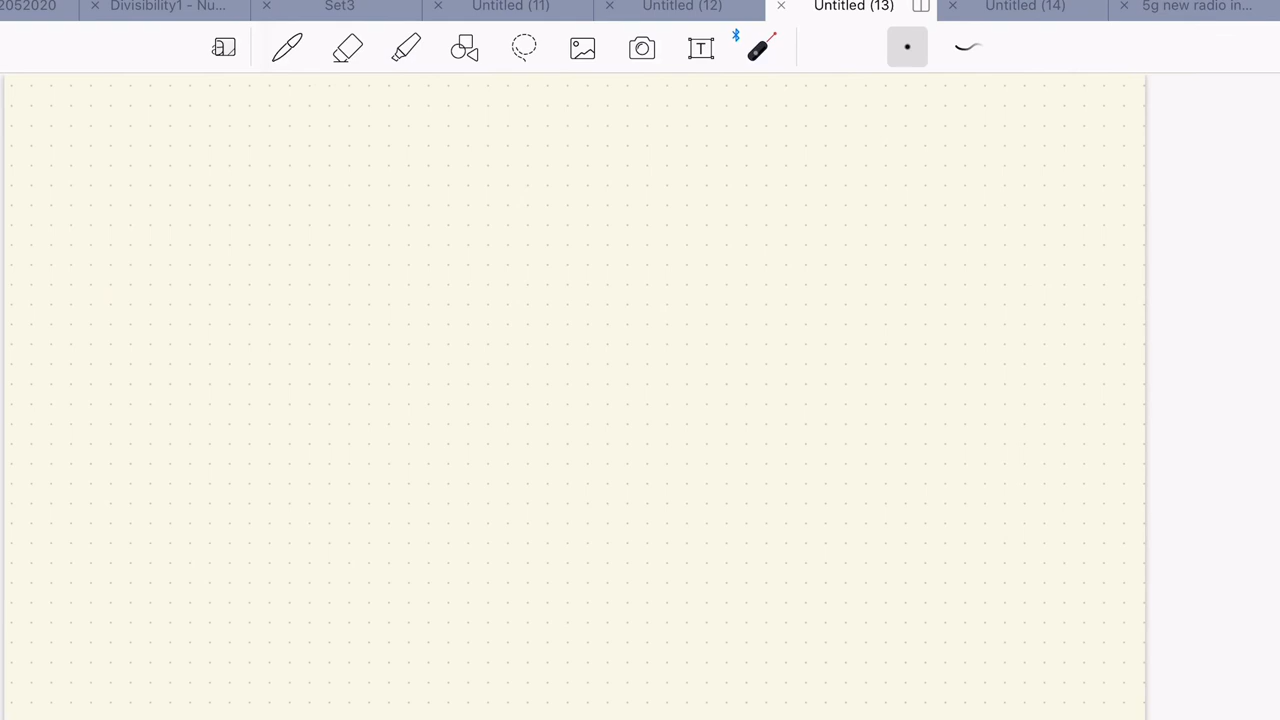 2052020
Divisibility1 - Nu...
Set3
Untitled (11)
Untitled (12)
Untitled (13)
Untitled (14)
5g new radio in...
T